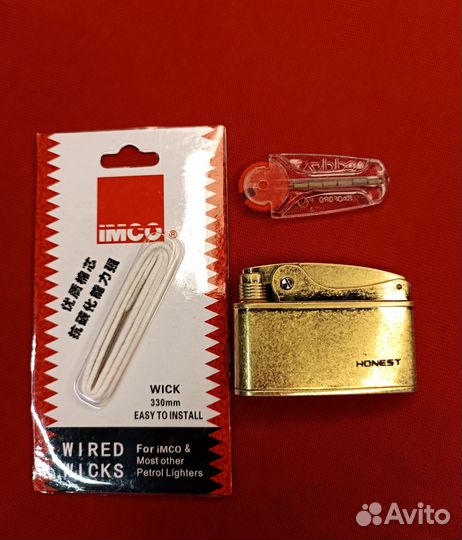 iMCO®
优质棉芯
抗碳化能力强
WICK
330mm
EASY TO INSTALL
WIRED
WICKS
For iMCO &
Most other
Petrol Lighters
HONEST
Avito